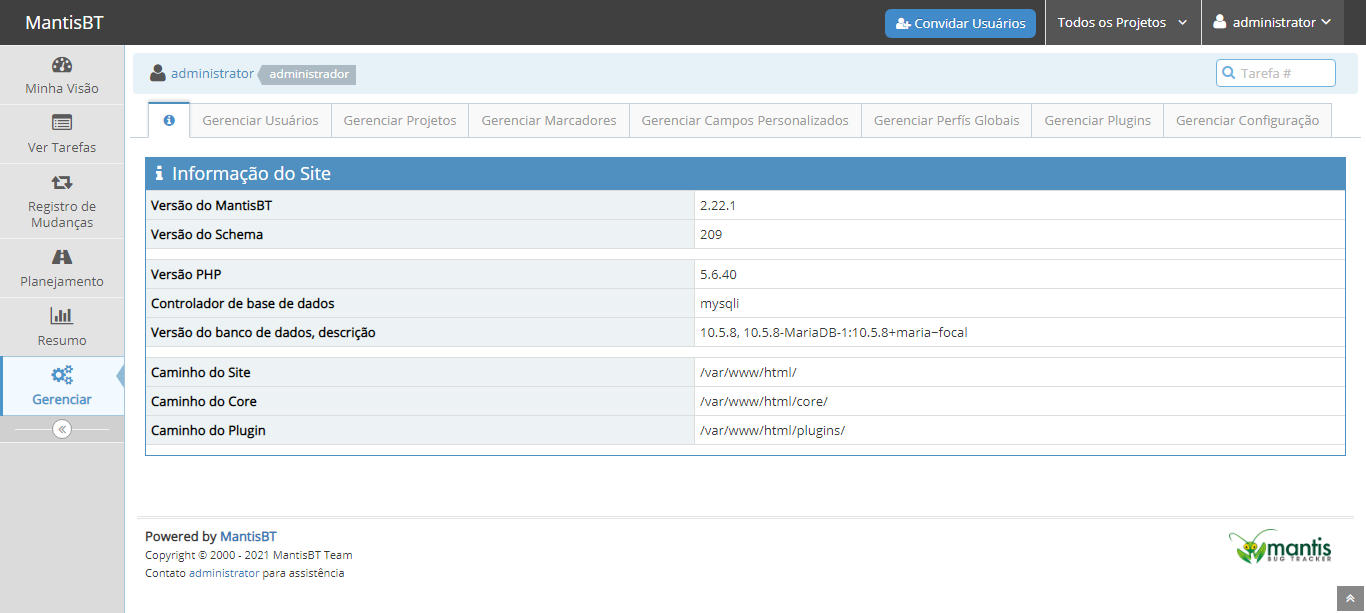 MantisBT
Convidar Usuários
Todos os Projetos
administrator
Minha Visão
Ver Tarefas
Registro de
Mudanças
Planejamento
Resumo
Gerenciar
administrator administrador
Tarefa #
Gerenciar Usuários
Gerenciar Projetos
Gerenciar Marcadores
Gerenciar Campos Personalizados
Gerenciar Perfís Globais
Gerenciar Plugins
Gerenciar Configuração
Informação do Site
Versão do MantisBT 2.22.1
Versão do Schema 209
Versão PHP 5.6.40
Controlador de base de dados mysqli
Versão do banco de dados, descrição 10.5.8, 10.5.8-MariaDB-1:10.5.8+maria~focal
Caminho do Site /var/www/html/
Caminho do Core /var/www/html/core/
Caminho do Plugin /var/www/html/plugins/
Powered by MantisBT
Copyright © 2000 - 2021 MantisBT Team
Contato administrator para assistência
mantis
BUG TRACKER